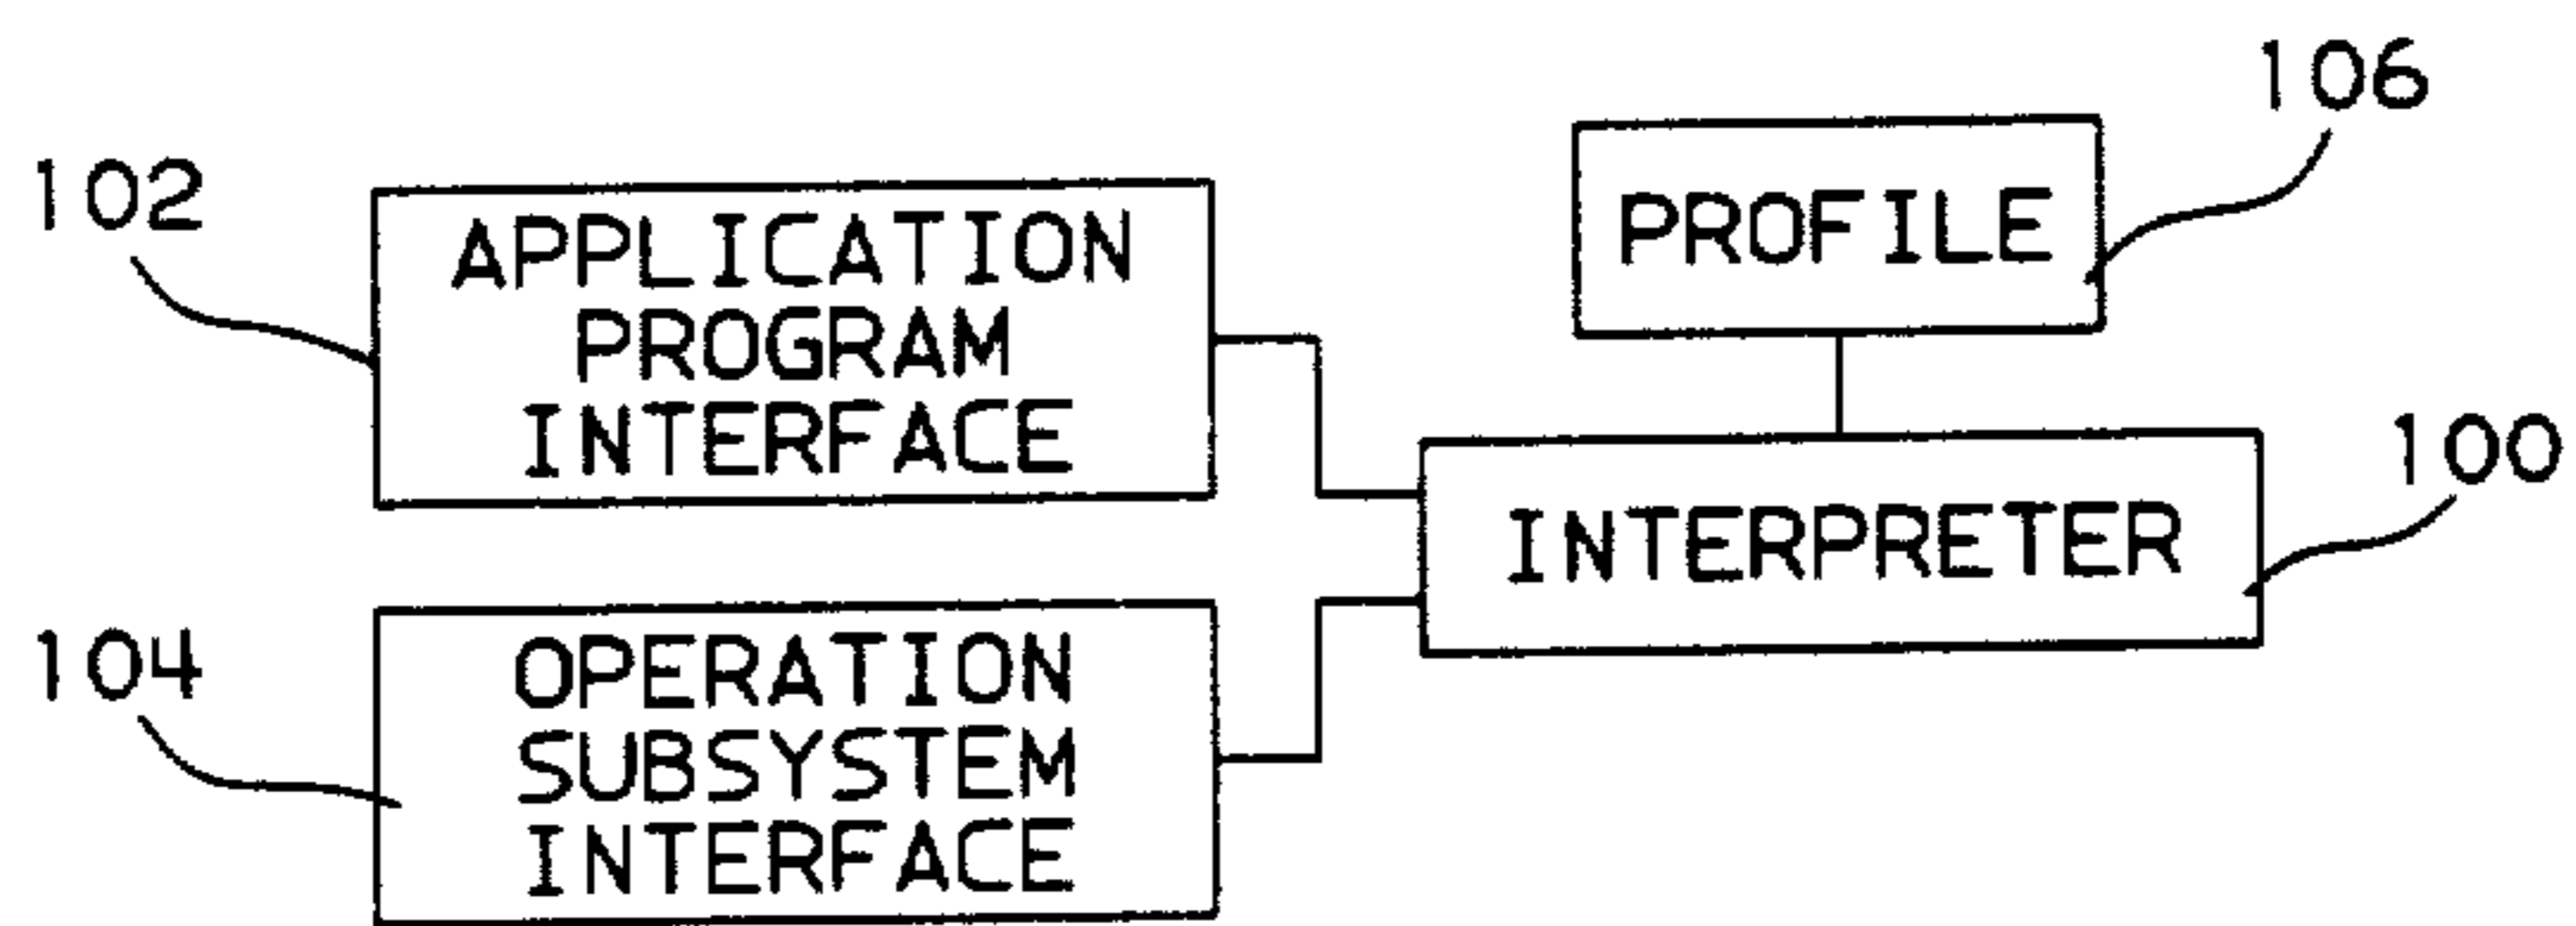 106
102
APPLICATION
PROGRAM
INTERFACE
PROFILE
100
INTERPRETER
104
OPERATION
SUBSYSTEM
INTERFACE